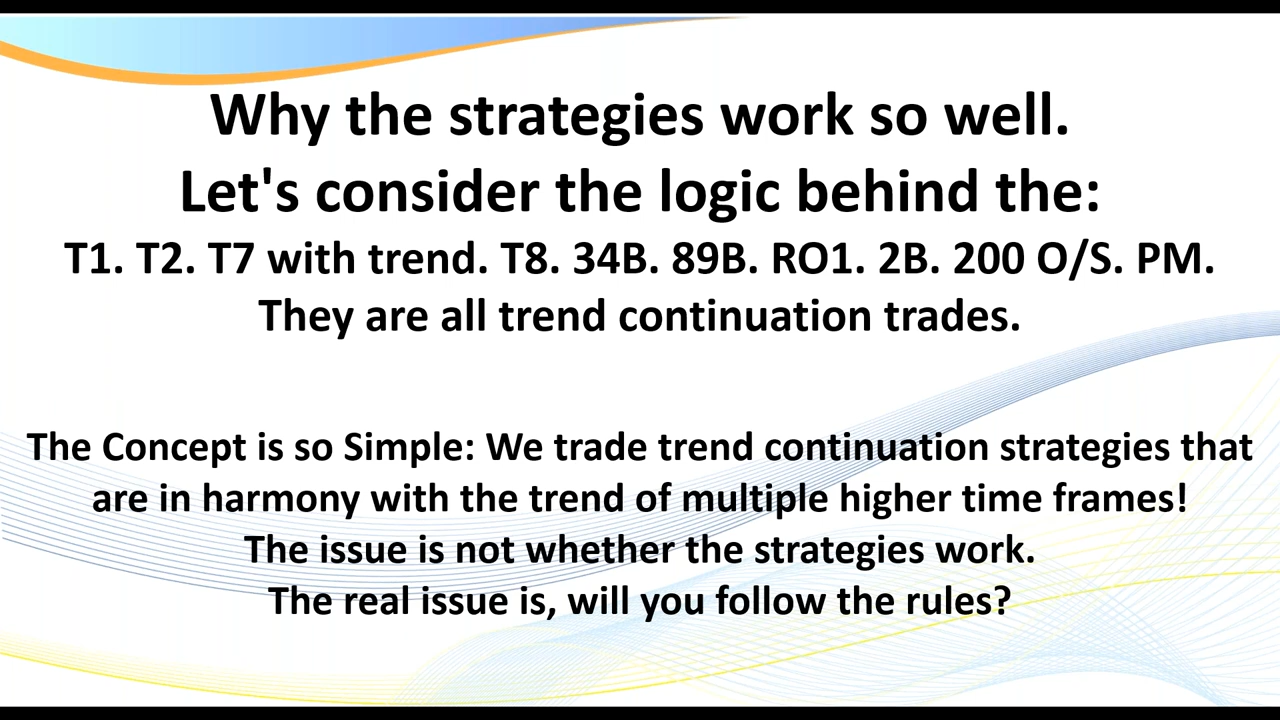 Why the strategies work so well.
Let's consider the logic behind the:
T1. T2. T7 with trend. T8. 34B. 89B. RO1. 2B. 200 O/S. PM.
They are all trend continuation trades.
The Concept is so Simple: We trade trend continuation strategies that
are in harmony with the trend of multiple higher time frames!
The issue is not whether the strategies work.
The real issue is, will you follow the rules?